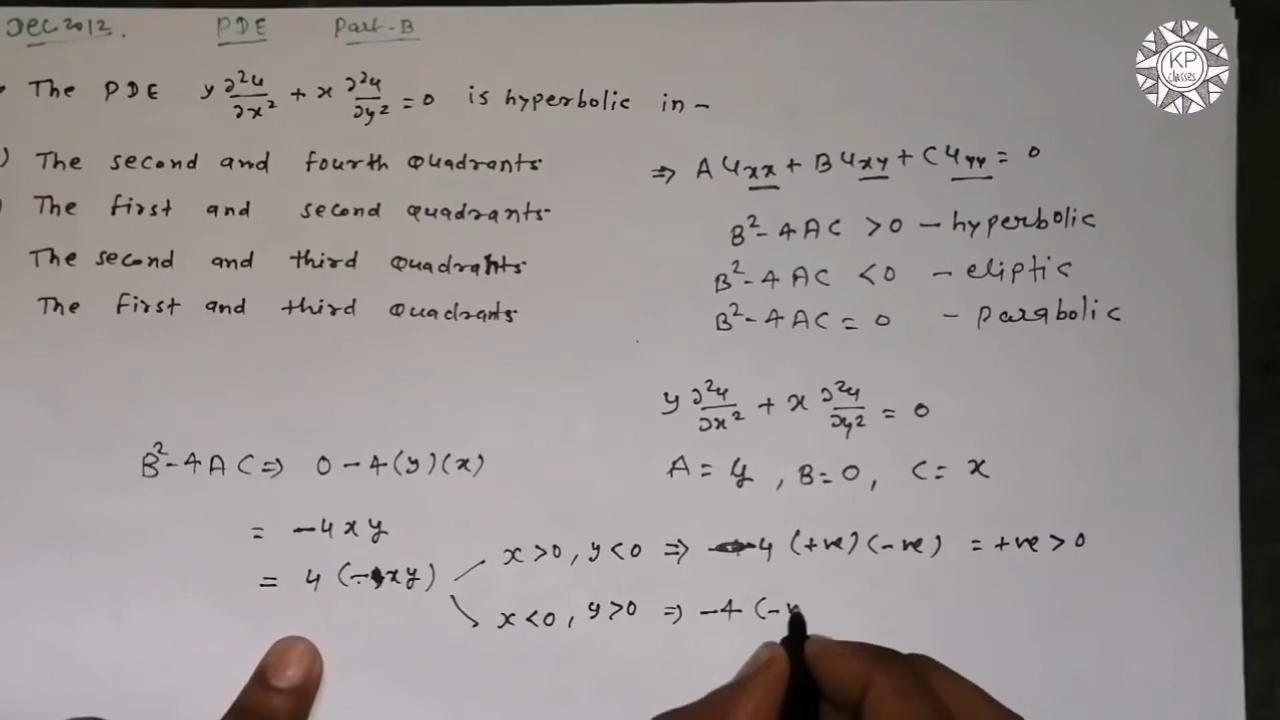 Dec 2012. PDE Part-B
The PDE y ∂²u/∂x² + x ∂²u/∂y² = 0 is hyperbolic in -
) The second and fourth Quadrants
The first and second quadrants
The second and third Quadrahts
The First and third Quadrants
⇒ A uxx + B uxy + C uyy = 0
B² - 4AC > 0 - hyperbolic
B² - 4AC < 0 - eliptic
B² - 4AC = 0 - parabolic
y ∂²u/∂x² + x ∂²u/∂y² = 0
A = y, B = 0, C = x
B² - 4AC ⇒ 0 - 4(y)(x)
= -4xy
= 4(-xy)
x > 0, y < 0 ⇒ -4 (+ve)(-ve) = +ve > 0
x < 0, y > 0 ⇒ -4 (-v
KP
classes